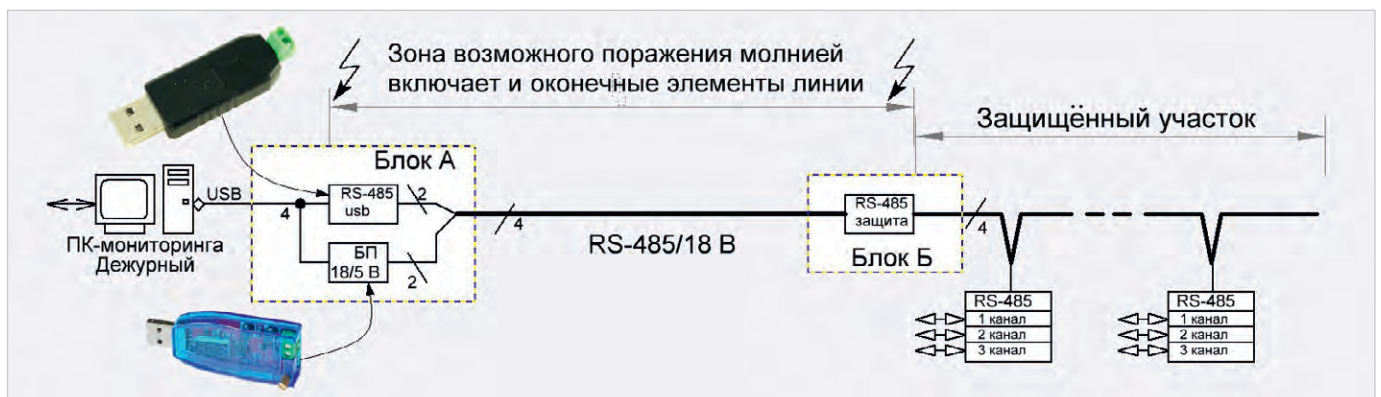 Зона возможного поражения молнией
включает и оконечные элементы линии
Защищённый участок
Блок А
USB
4
RS-485
usb
2
БП
18/5 В
2
ПК-мониторинга
Дежурный
4
RS-485/18 В
RS-485
защита
Блок Б
4
RS-485
1 канал
2 канал
3 канал
RS-485
1 канал
2 канал
3 канал